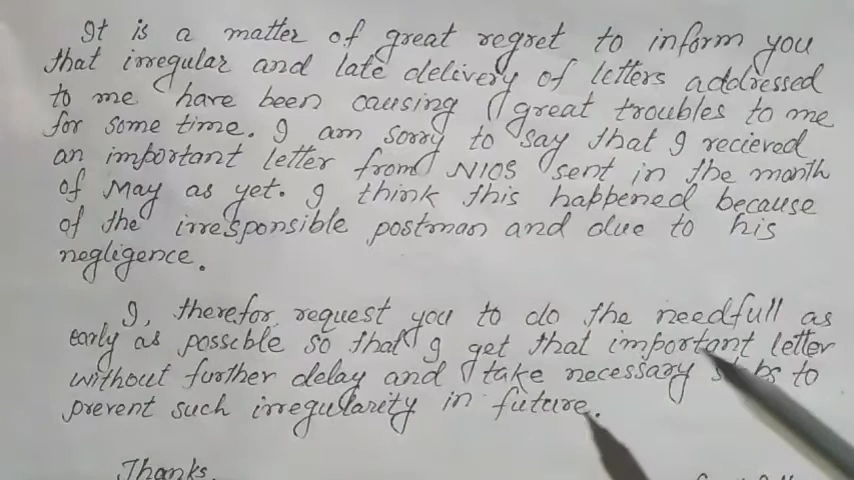 It is a matter of great regret to inform you
that irregular and late delivery of letters addressed
to me have been causing great troubles to me
for some time. I am sorry to say that I recieved
an important letter from NIOS sent in the month
of May as yet. I think this happened because
of the irresponsible postman and due to his
negligence.
I, therefor request you to do the needfull as
early as possible so that I get that important letter
without further delay and take necessary steps to
prevent such irregularity in future.
Thanks.